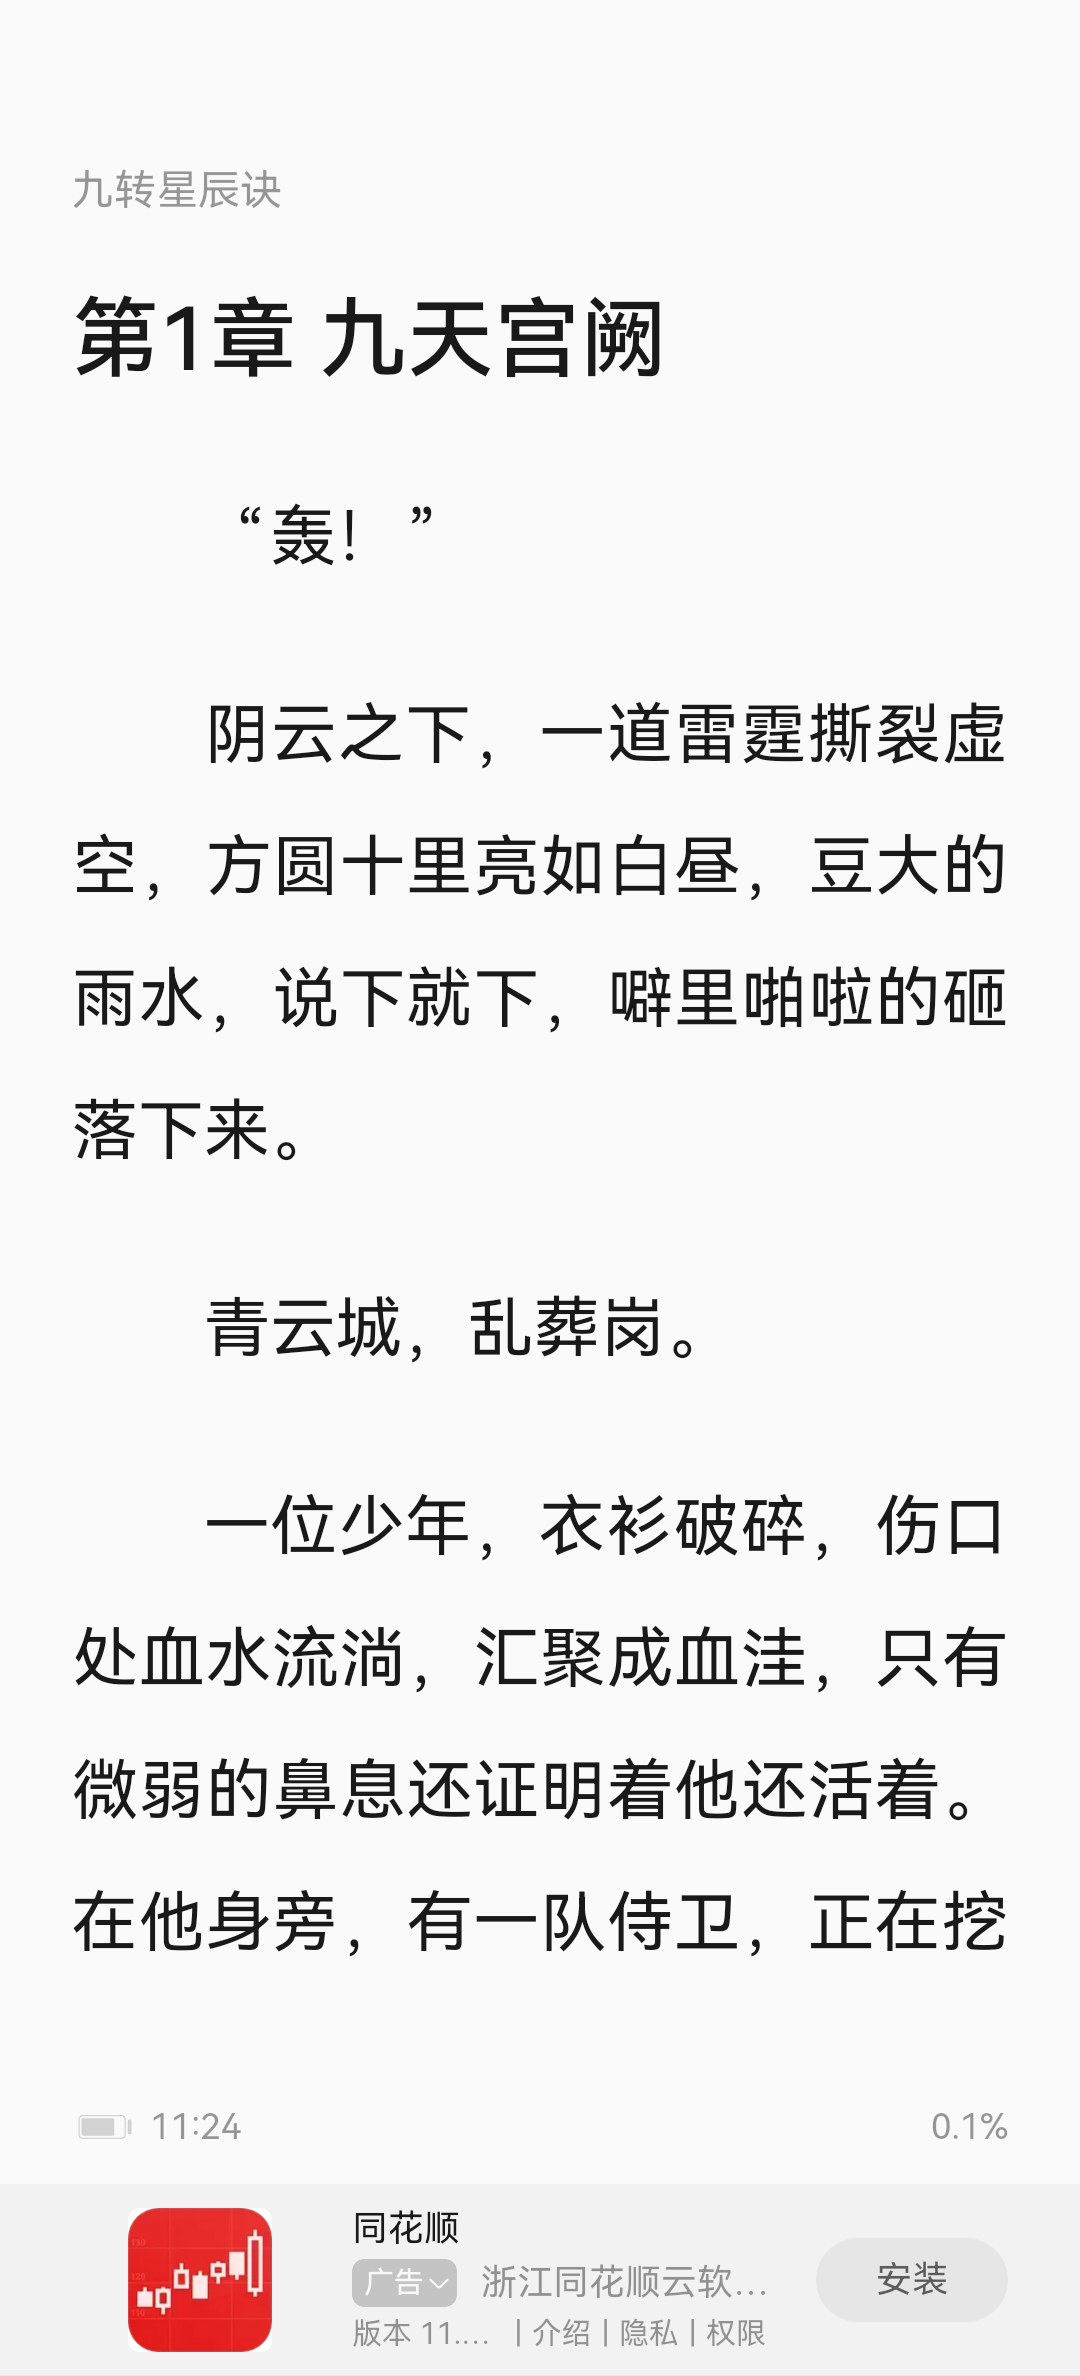 九转星辰诀
第1章 九天宫阙
“轰！”
阴云之下，一道雷霆撕裂虚
空，方圆十里亮如白昼，豆大的
雨水，说下就下，噼里啪啦的砸
落下来。
青云城，乱葬岗。
一位少年，衣衫破碎，伤口
处血水流淌，汇聚成血洼，只有
微弱的鼻息还证明着他还活着。
在他身旁，有一队侍卫，正在挖
11:24
0.1%
同花顺
广告 浙江同花顺云软...
安装
版本 11.... | 介绍 | 隐私 | 权限